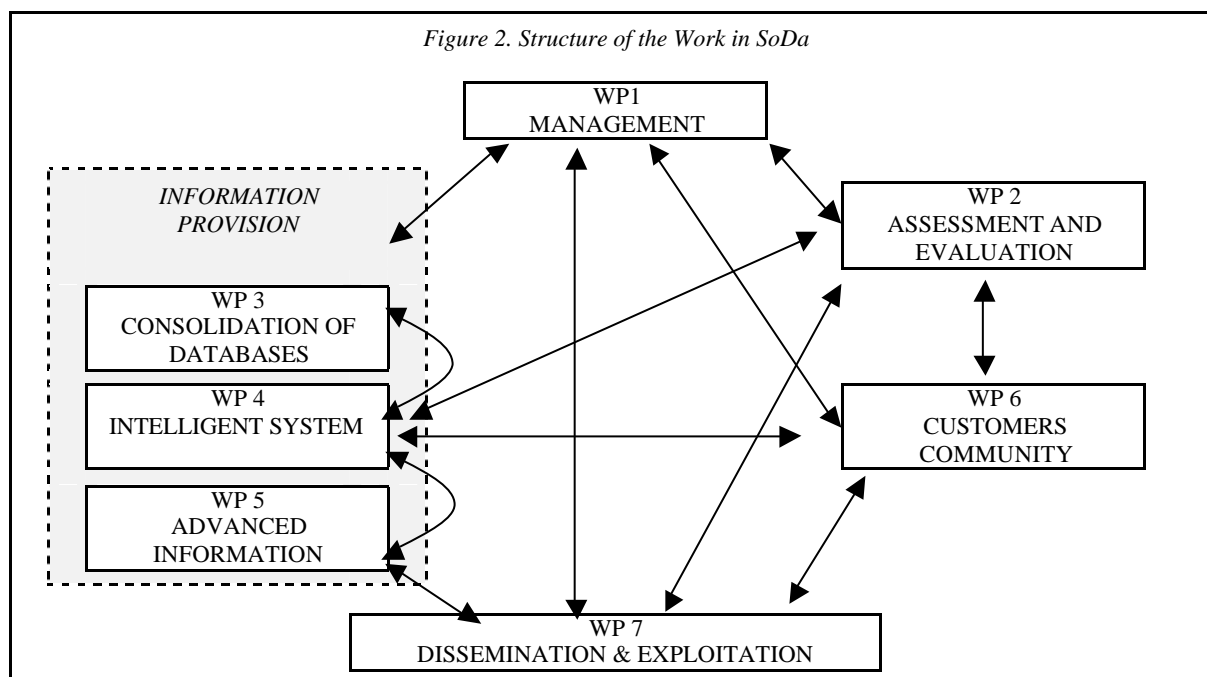 Figure 2. Structure of the Work in SoDa
WP1
MANAGEMENT
INFORMATION
PROVISION
WP 2
ASSESSMENT AND
EVALUATION
WP 3
CONSOLIDATION OF
DATABASES
WP 4
INTELLIGENT SYSTEM
WP 6
CUSTOMERS
COMMUNITY
WP 5
ADVANCED
INFORMATION
WP 7
DISSEMINATION & EXPLOITATION